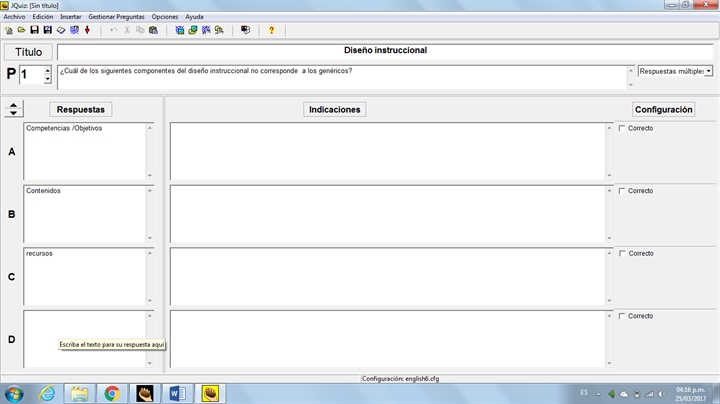 JQuiz: [Sin título]
Archivo Edición Insertar Gestionar Preguntas Opciones Ayuda
Título
Diseño instruccional
P 1
¿Cuál de los siguientes componentes del diseño instruccional no corresponde a los genéricos?
Respuestas múltiples
Respuestas
Indicaciones
Configuración
A
Competencias /Objetivos
Correcto
B
Contenidos
Correcto
C
recursos
Correcto
D
Correcto
Escriba el texto para su respuesta aquí
Configuración: english6.cfg
ES
04:16 p.m.
25/03/2017